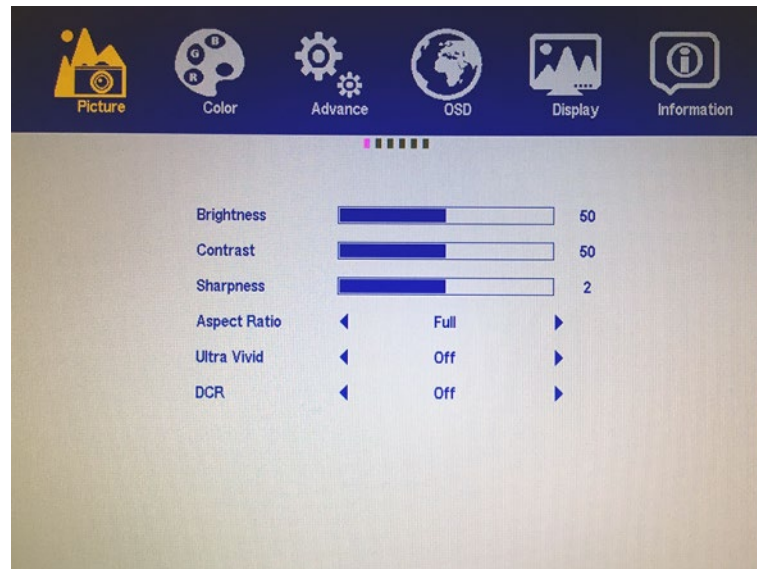 Picture
Color
Advance
OSD
Display
Information
R G B
Brightness 50
Contrast 50
Sharpness 2
Aspect Ratio Full
Ultra Vivid Off
DCR Off